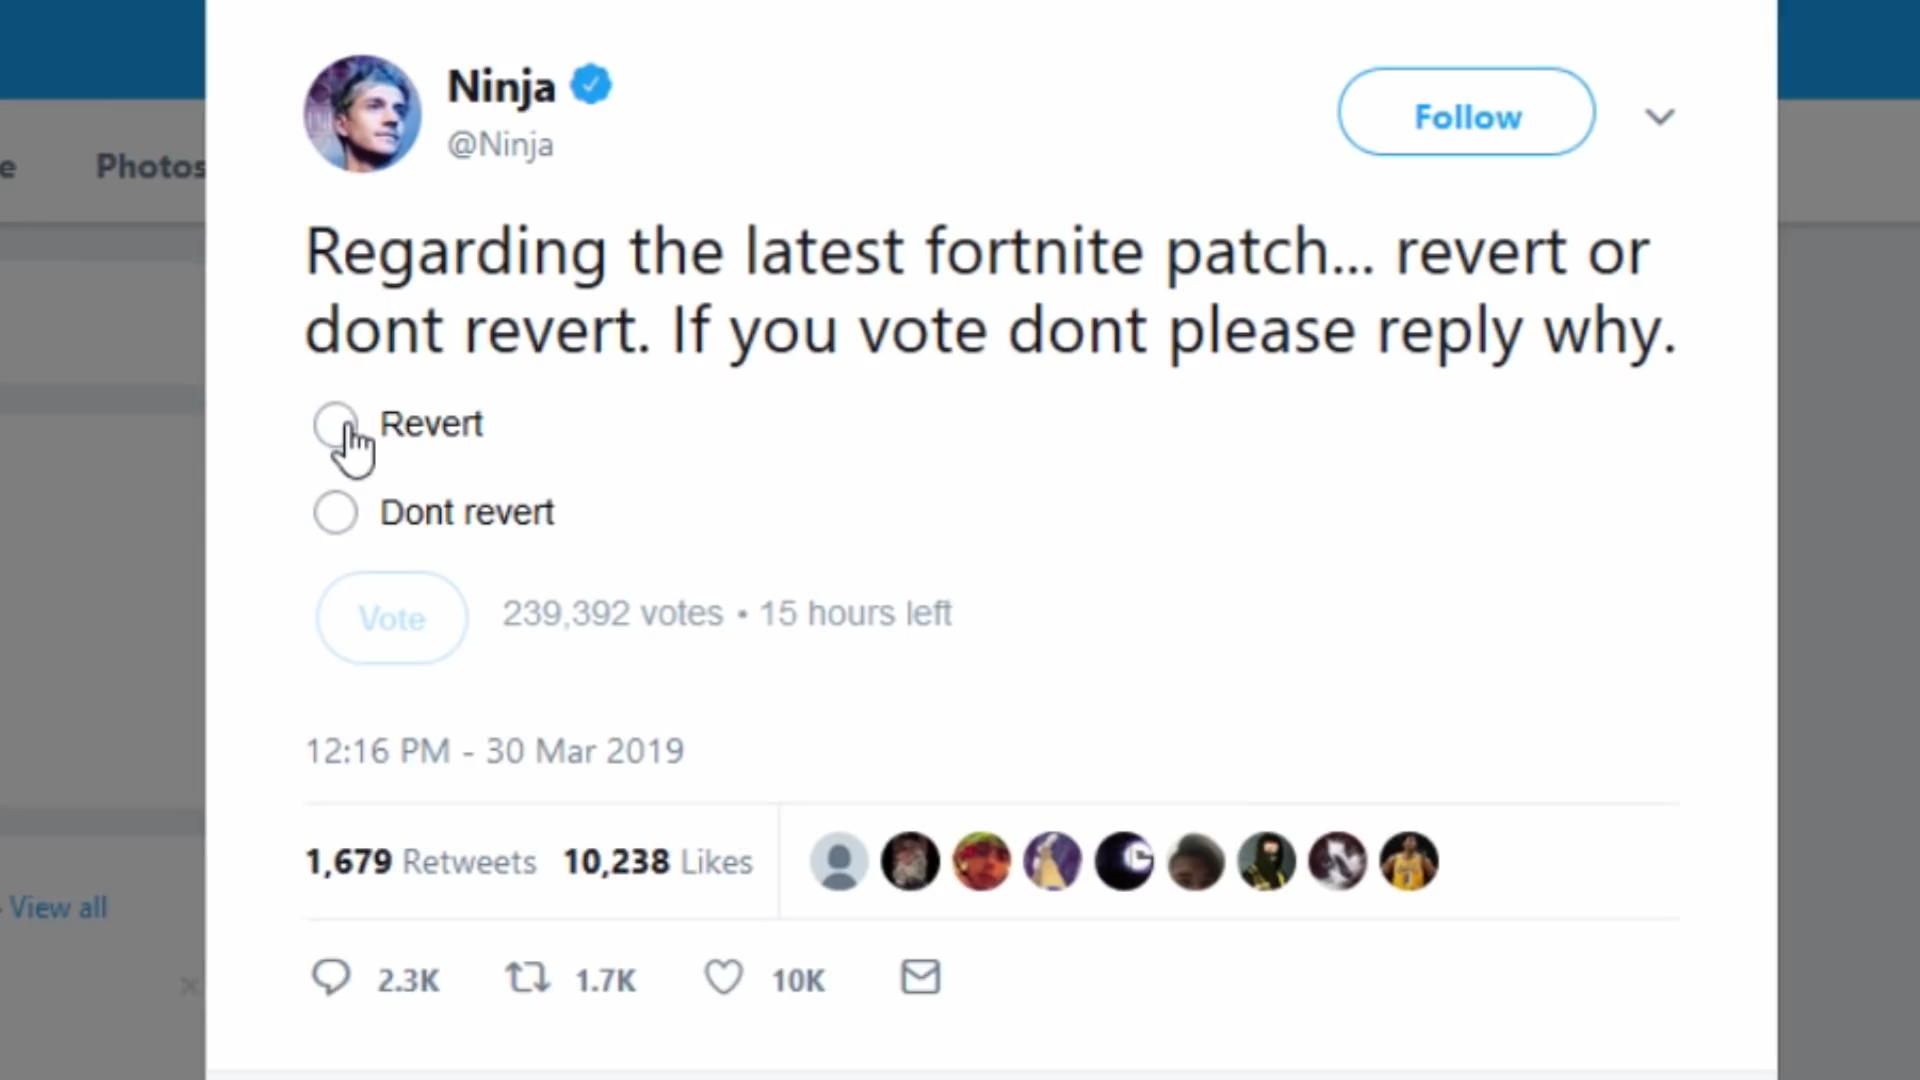 Ninja
@Ninja
Follow
e
Photos
Regarding the latest fortnite patch... revert or
dont revert. If you vote dont please reply why.
Revert
Dont revert
Vote
239,392 votes • 15 hours left
12:16 PM - 30 Mar 2019
1,679 Retweets 10,238 Likes
View all
2.3K 1.7K 10K